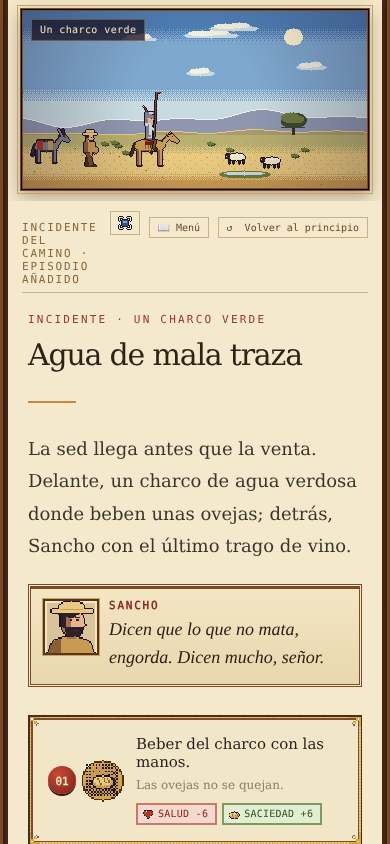 Un charco verde
INCIDENTE
DEL
CAMINO ·
EPISODIO
AÑADIDO
Menú
↺ Volver al principio
INCIDENTE · UN CHARCO VERDE
Agua de mala traza
La sed llega antes que la venta.
Delante, un charco de agua verdosa
donde beben unas ovejas; detrás,
Sancho con el último trago de vino.
SANCHO
Dicen que lo que no mata,
engorda. Dicen mucho, señor.
01
Beber del charco con las
manos.
Las ovejas no se quejan.
SALUD -6
SACIEDAD +6